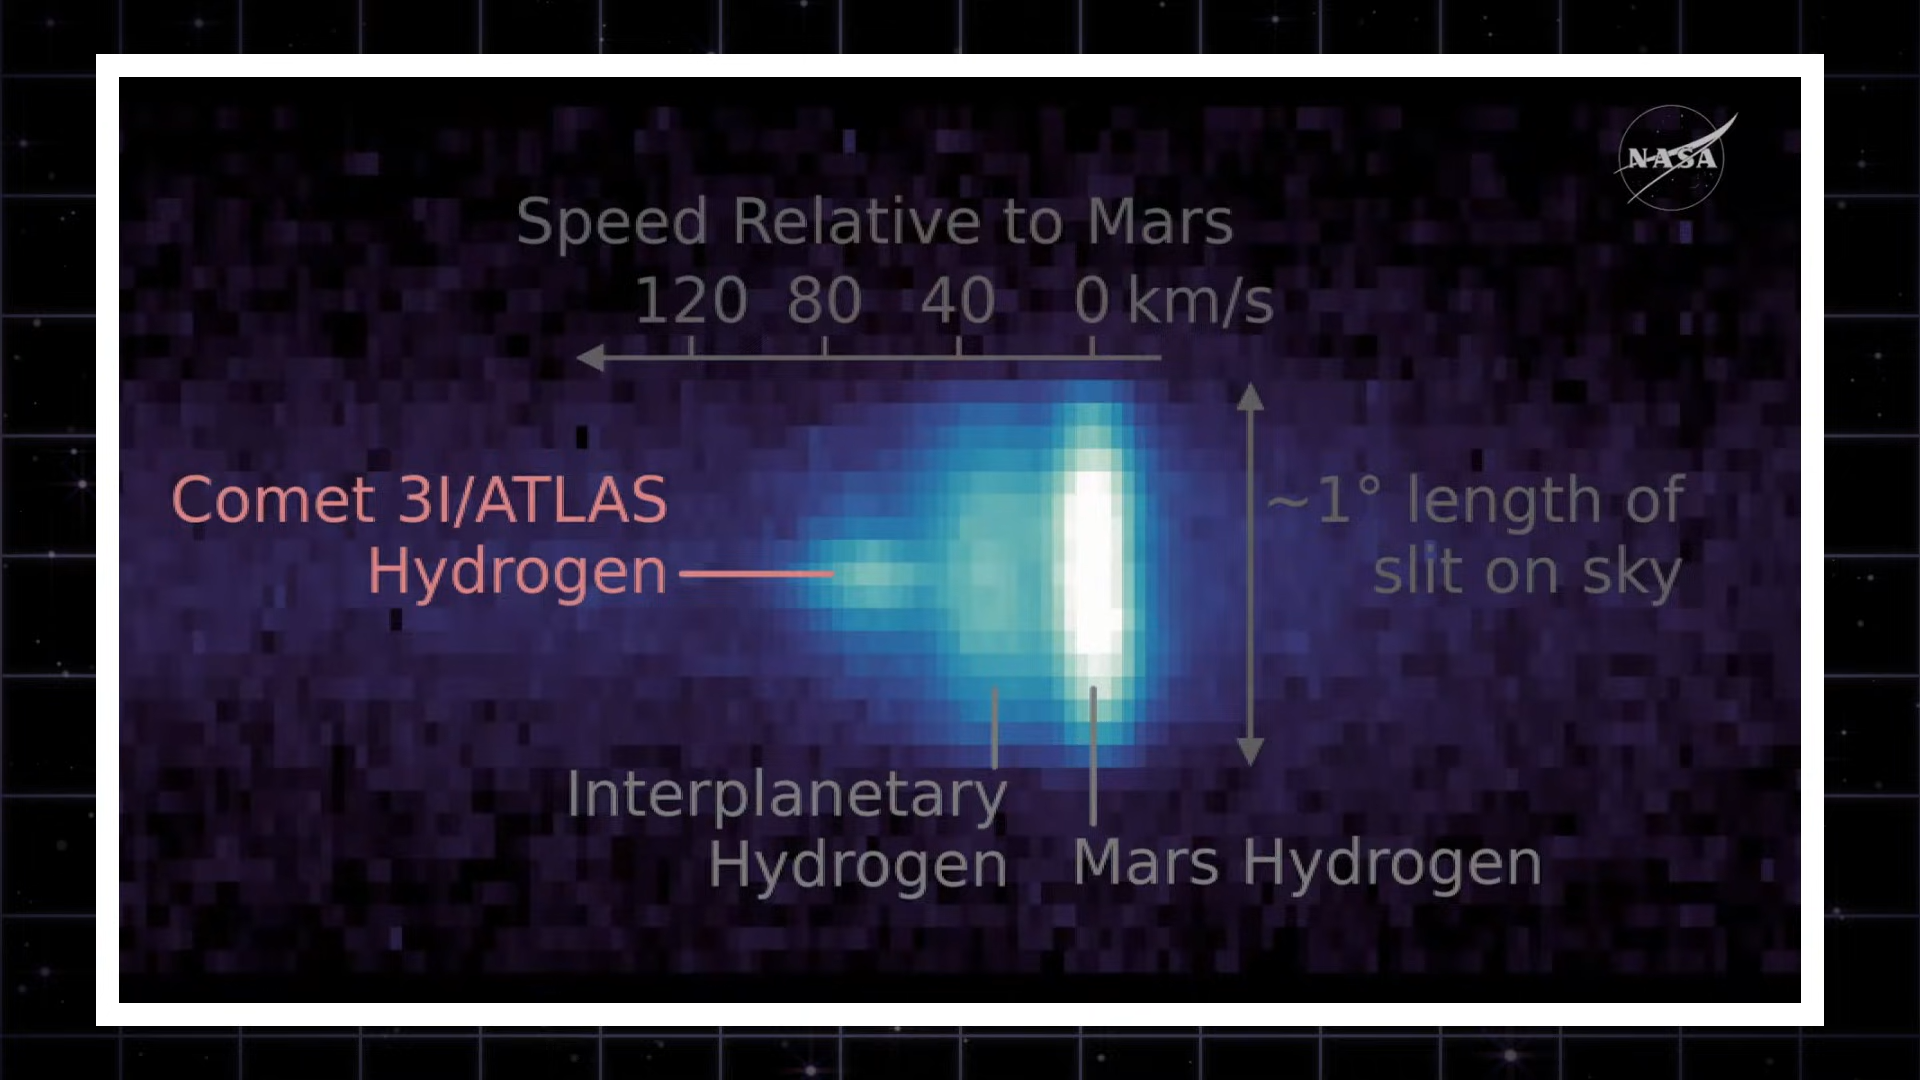 NASA
Speed Relative to Mars
120 80 40 0 km/s
Comet 3I/ATLAS
Hydrogen
~1° length of
slit on sky
Interplanetary
Hydrogen
Mars Hydrogen